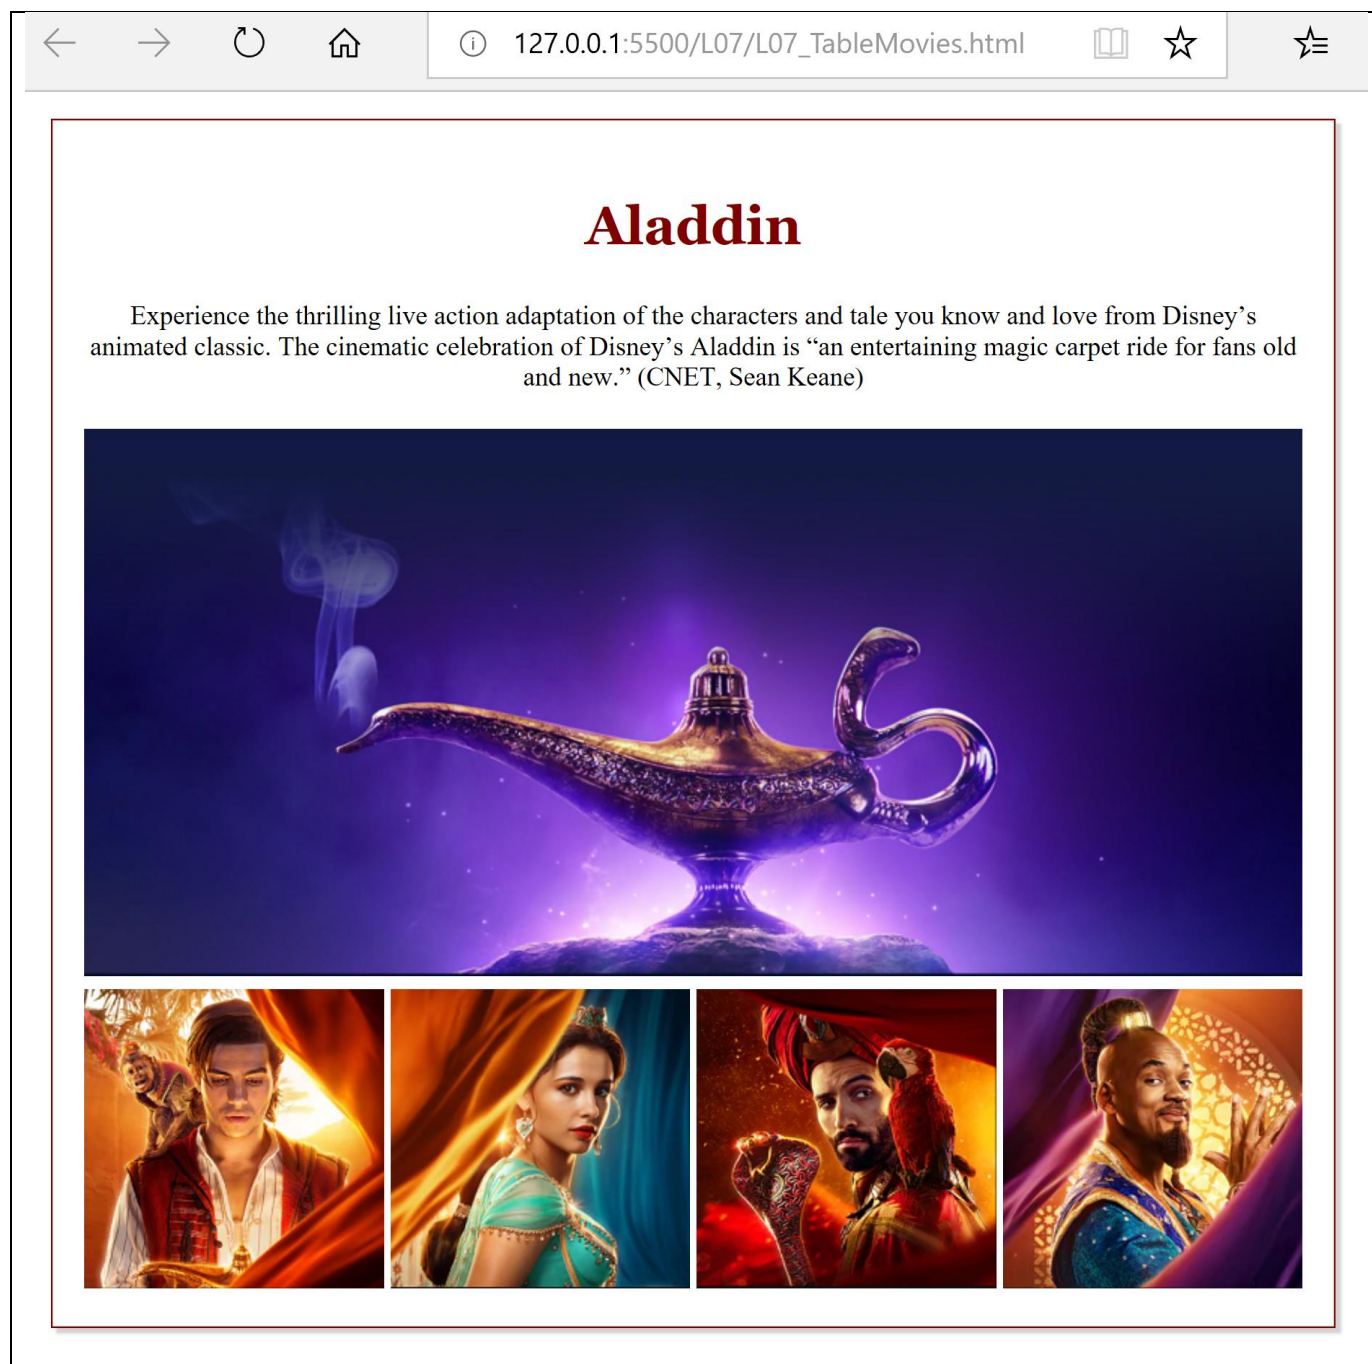 127.0.0.1:5500/L07/L07_TableMovies.html
Aladdin
Experience the thrilling live action adaptation of the characters and tale you know and love from Disney’s
animated classic. The cinematic celebration of Disney’s Aladdin is “an entertaining magic carpet ride for fans old
and new.” (CNET, Sean Keane)